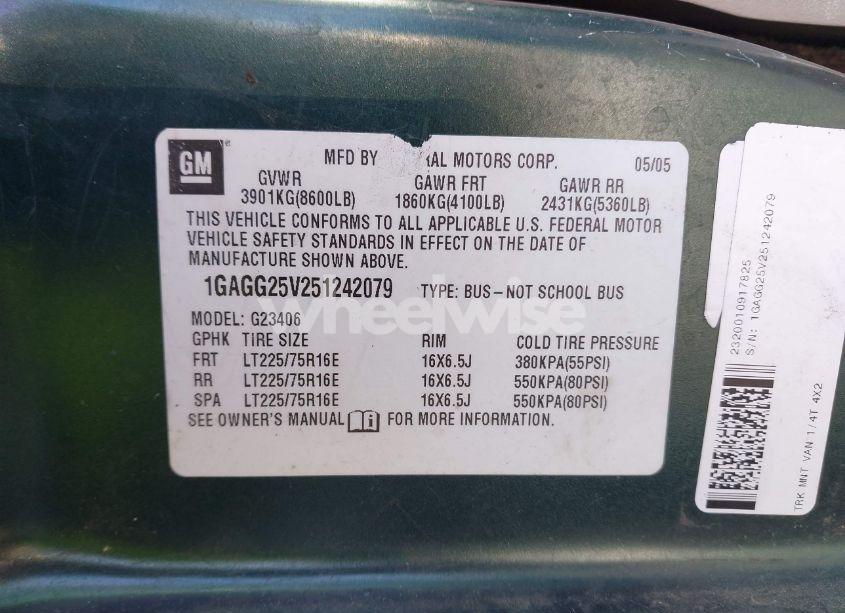 GM
MFD BY RAL MOTORS CORP. 05/05
GVWR GAWR FRT GAWR RR
3901KG(8600LB) 1860KG(4100LB) 2431KG(5360LB)
THIS VEHICLE CONFORMS TO ALL APPLICABLE U.S. FEDERAL MOTOR
VEHICLE SAFETY STANDARDS IN EFFECT ON THE DATE OF
MANUFACTURE SHOWN ABOVE.
1GAGG25V251242079 TYPE: BUS-NOT SCHOOL BUS
Wheelwise
MODEL: G23406
GPHK TIRE SIZE RIM COLD TIRE PRESSURE
FRT LT225/75R16E 16X6.5J 380KPA(55PSI)
RR LT225/75R16E 16X6.5J 550KPA(80PSI)
SPA LT225/75R16E 16X6.5J 550KPA(80PSI)
SEE OWNER'S MANUAL FOR MORE INFORMATION.
2320010917825
S/N: 1GAGG25V251242079
TRK MNT VAN 1/4T 4X2